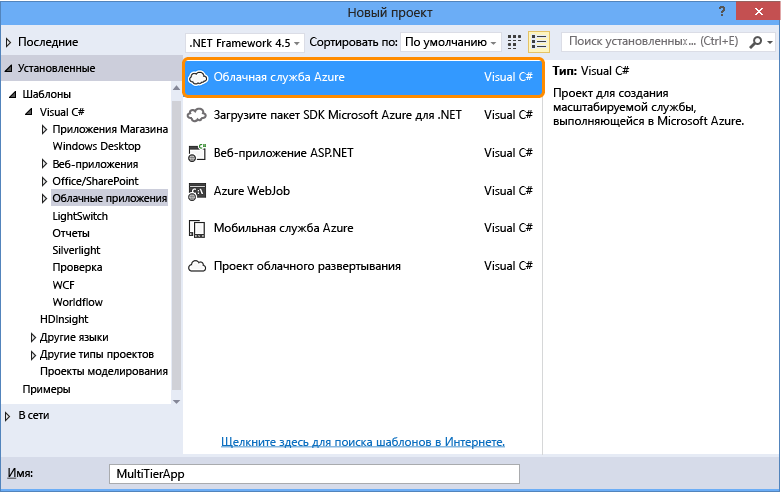 Новый проект
? ×
Последние
.NET Framework 4.5
Сортировать по: По умолчанию
Поиск установленных... (Ctrl+E)
Установленные
Шаблоны
Visual C#
Приложения Магазина
Windows Desktop
Веб-приложения
Office/SharePoint
Облачные приложения
LightSwitch
Отчеты
Silverlight
Проверка
WCF
Worldflow
HDInsight
Другие языки
Другие типы проектов
Проекты моделирования
Примеры
В сети
Облачная служба Azure Visual C#
Загрузите пакет SDK Microsoft Azure для .NET Visual C#
Веб-приложение ASP.NET Visual C#
Azure WebJob Visual C#
Мобильная служба Azure Visual C#
Проект облачного развертывания Visual C#
Щелкните здесь для поиска шаблонов в Интернете.
Тип: Visual C#
Проект для создания
масштабируемой службы,
выполняющейся в Microsoft Azure.
Имя: MultiTierApp